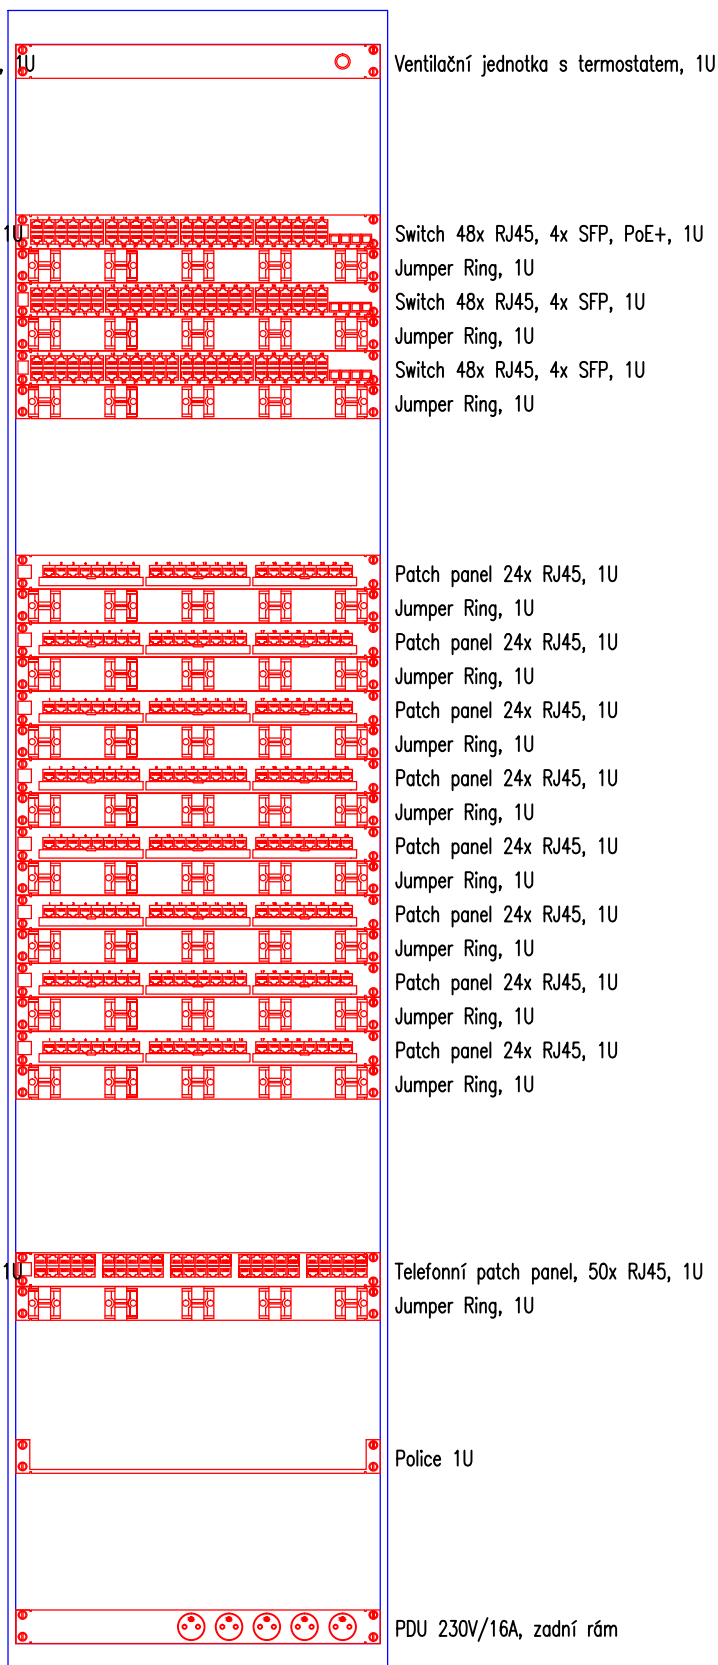 , 1U
Ventilační jednotka s termostatem, 1U
1U
Switch 48x RJ45, 4x SFP, PoE+, 1U
Jumper Ring, 1U
Switch 48x RJ45, 4x SFP, 1U
Jumper Ring, 1U
Switch 48x RJ45, 4x SFP, 1U
Jumper Ring, 1U
Patch panel 24x RJ45, 1U
Jumper Ring, 1U
Patch panel 24x RJ45, 1U
Jumper Ring, 1U
Patch panel 24x RJ45, 1U
Jumper Ring, 1U
Patch panel 24x RJ45, 1U
Jumper Ring, 1U
Patch panel 24x RJ45, 1U
Jumper Ring, 1U
Patch panel 24x RJ45, 1U
Jumper Ring, 1U
Patch panel 24x RJ45, 1U
Jumper Ring, 1U
Patch panel 24x RJ45, 1U
Jumper Ring, 1U
1U
Telefonní patch panel, 50x RJ45, 1U
Jumper Ring, 1U
Police 1U
PDU 230V/16A, zadní rám